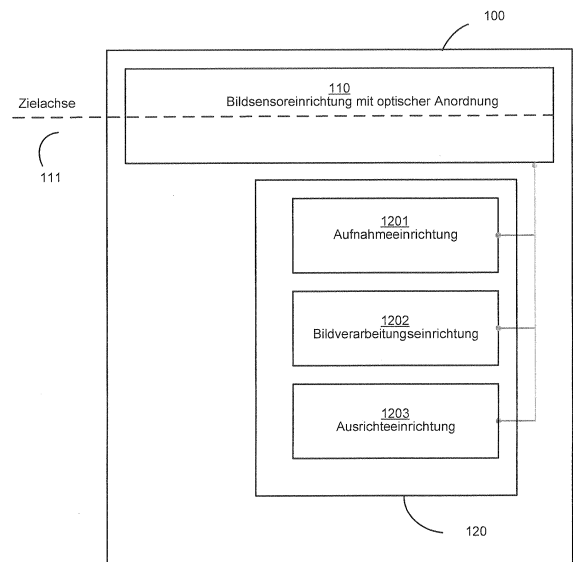 100
110
Bildsensoreinrichtung mit optischer Anordnung
Zielachse
111
1201
Aufnahmeeinrichtung
1202
Bildverarbeitungseinrichtung
1203
Ausrichteeinrichtung
120